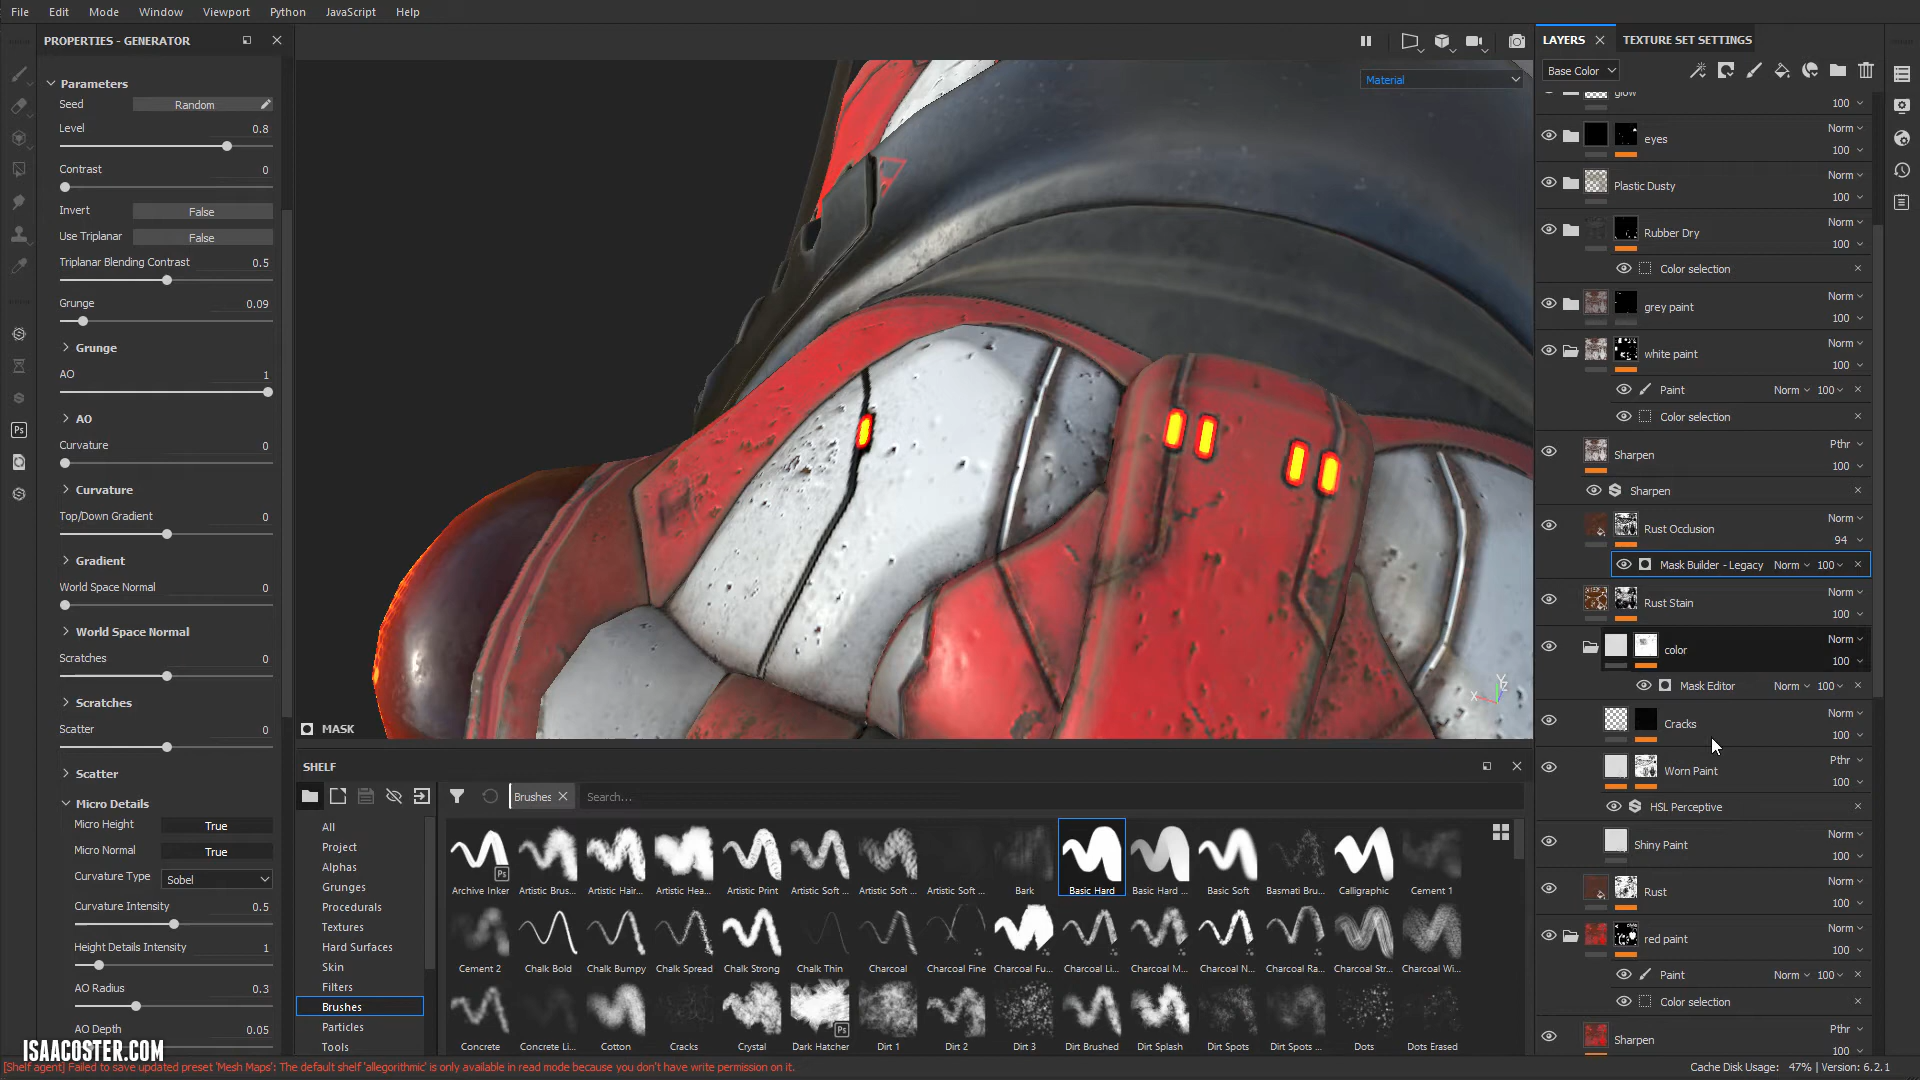 File Edit Mode Window Viewport Python JavaScript Help
PROPERTIES - GENERATOR
Parameters
Seed Random
Level 0.8
Contrast 0
Invert False
Use Triplanar False
Triplanar Blending Contrast 0.5
Grunge 0.09
Grunge
AO 1
AO
Curvature 0
Curvature
Top/Down Gradient 0
Gradient
World Space Normal 0
World Space Normal
Scratches 0
Scratches
Scatter 0
Scatter
Micro Details
Micro Height True
Micro Normal True
Curvature Type Sobel
Curvature Intensity 0.5
Height Details Intensity 1
AO Radius 0.3
AO Depth 0.05
ISAACOSTER.COM
Ps
Material
X Y Z
MASK
SHELF
Brushes Search...
All
Project
Alphas
Grunges
Procedurals
Textures
Hard Surfaces
Skin
Filters
Brushes
Particles
Tools
Archive Inker Artistic Brus... Artistic Hair... Artistic Hea... Artistic Print Artistic Soft ... Artistic Soft ... Artistic Soft ... Bark Basic Hard Basic Hard ... Basic Soft Basmati Bru... Calligraphic Cement 1
Cement 2 Chalk Bold Chalk Bumpy Chalk Spread Chalk Strong Chalk Thin Charcoal Charcoal Fine Charcoal Fu... Charcoal Li... Charcoal M... Charcoal N... Charcoal Ra... Charcoal Str... Charcoal Wi...
Concrete Concrete Li... Cotton Cracks Crystal Dark Hatcher Dirt 1 Dirt 2 Dirt 3 Dirt Brushed Dirt Splash Dirt Spots Dirt Spots ... Dots Dots Erased
LAYERS TEXTURE SET SETTINGS
Base Color
glow 100
eyes Norm 100
Plastic Dusty Norm 100
Rubber Dry Norm 100
Color selection
grey paint Norm 100
white paint Norm 100
Paint Norm 100
Color selection
Sharpen Pthr 100
Sharpen
Rust Occlusion Norm 94
Mask Builder - Legacy Norm 100
Rust Stain Norm 100
color Norm 100
Mask Editor Norm 100
Cracks Norm 100
Worn Paint Pthr 100
HSL Perceptive
Shiny Paint Norm 100
Rust Norm 100
red paint Norm 100
Paint Norm 100
Color selection
Sharpen Pthr 100
[Shelf agent] Failed to save updated preset 'Mesh Maps': The default shelf 'allegorithmic' is only available in read mode because you don't have write permission on it.
Cache Disk Usage: 47% | Version: 6.2.1